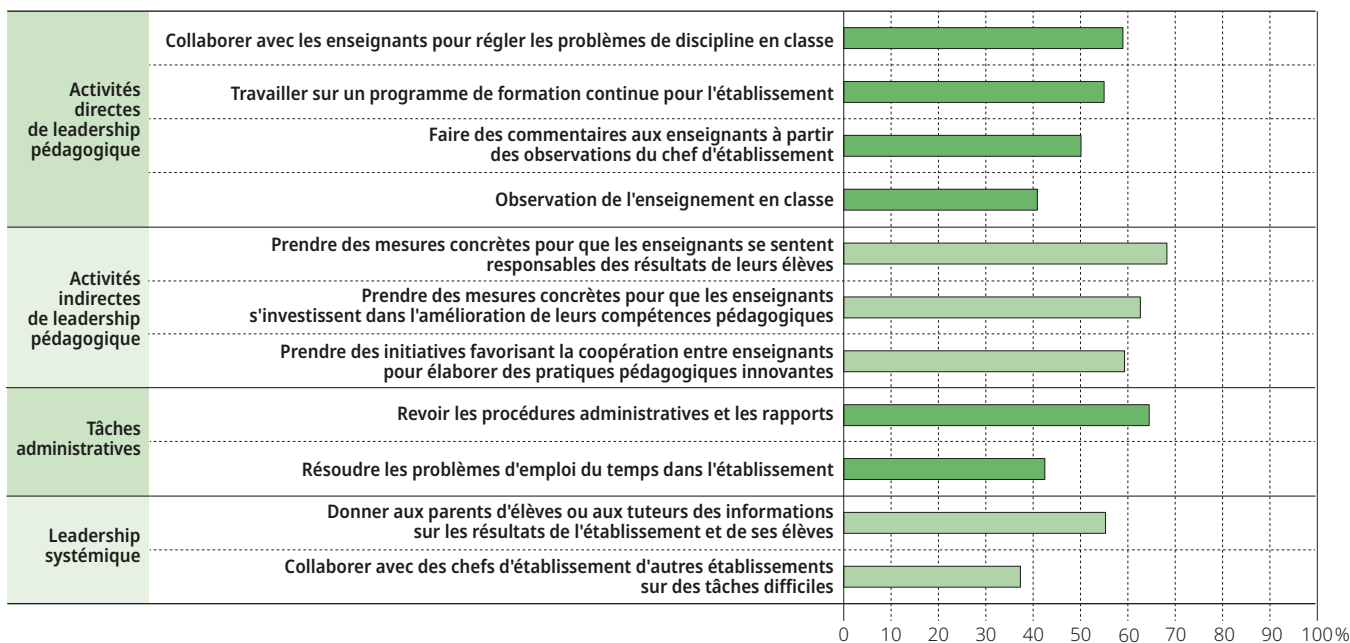 Activités
directes
de leadership
pédagogique
Collaborer avec les enseignants pour régler les problèmes de discipline en classe
Travailler sur un programme de formation continue pour l'établissement
Faire des commentaires aux enseignants à partir
des observations du chef d'établissement
Observation de l'enseignement en classe
Activités
indirectes
de leadership
pédagogique
Prendre des mesures concrètes pour que les enseignants se sentent
responsables des résultats de leurs élèves
Prendre des mesures concrètes pour que les enseignants
s'investissent dans l'amélioration de leurs compétences pédagogiques
Prendre des initiatives favorisant la coopération entre enseignants
pour élaborer des pratiques pédagogiques innovantes
Tâches
administratives
Revoir les procédures administratives et les rapports
Résoudre les problèmes d'emploi du temps dans l'établissement
Leadership
systémique
Donner aux parents d'élèves ou aux tuteurs des informations
sur les résultats de l'établissement et de ses élèves
Collaborer avec des chefs d'établissement d'autres établissements
sur des tâches difficiles
0 10 20 30 40 50 60 70 80 90 100 %